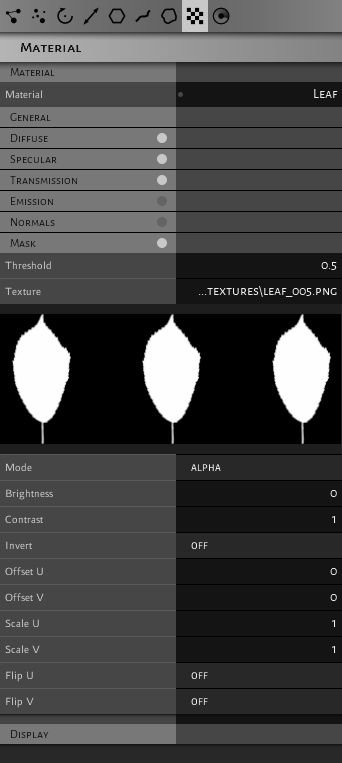 Material
Material
Material Leaf
General
Diffuse
Specular
Transmission
Emission
Normals
Mask
Threshold 0.5
Texture ...textures\leaf_005.png
Mode ALPHA
Brightness 0
Contrast 1
Invert OFF
Offset U 0
Offset V 0
Scale U 1
Scale V 1
Flip U OFF
Flip V OFF
Display